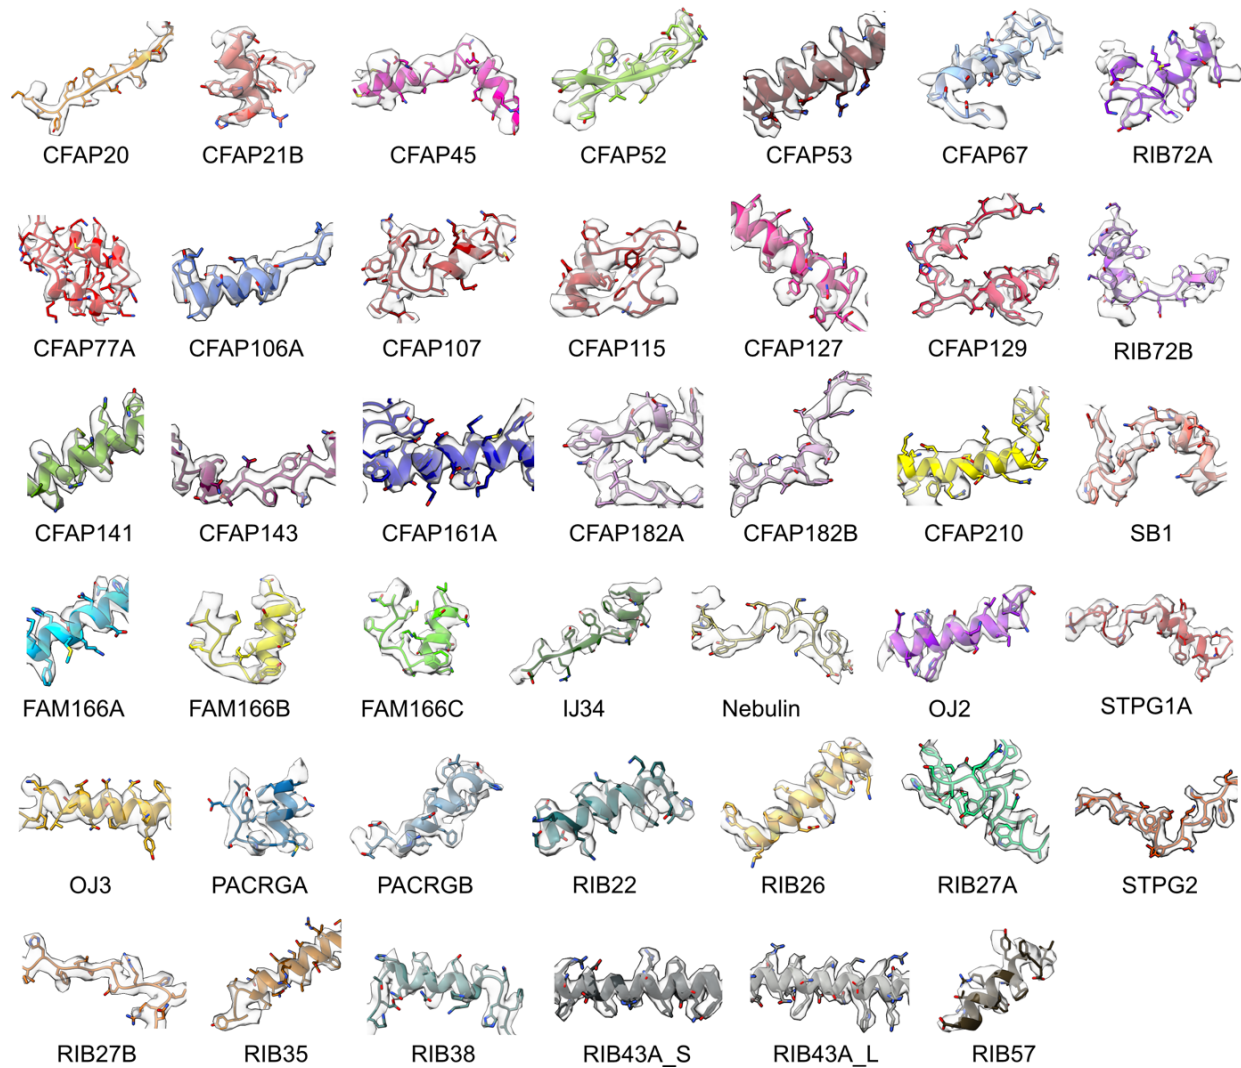 CFAP20 CFAP21B CFAP45 CFAP52 CFAP53 CFAP67 RIB72A
CFAP77A CFAP106A CFAP107 CFAP115 CFAP127 CFAP129 RIB72B
CFAP141 CFAP143 CFAP161A CFAP182A CFAP182B CFAP210 SB1
FAM166A FAM166B FAM166C IJ34 Nebulin OJ2 STPG1A
OJ3 PACRGA PACRGB RIB22 RIB26 RIB27A STPG2
RIB27B RIB35 RIB38 RIB43A_S RIB43A_L RIB57